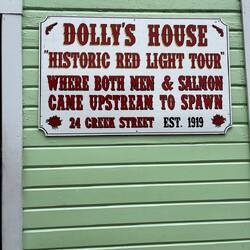 DOLLY'S HOUSE
"HISTORIC RED LIGHT TOUR"
WHERE BOTH MEN & SALMON
CAME UPSTREAM TO SPAWN
24 CREEK STREET EST. 1919